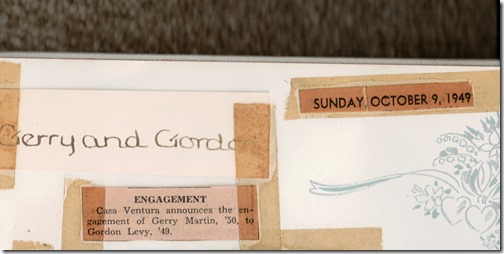 SUNDAY OCTOBER 9, 1949
Gerry and Gordon
ENGAGEMENT
Casa Ventura announces the en-
gagement of Gerry Martin, '50, to
Gordon Levy, '49.